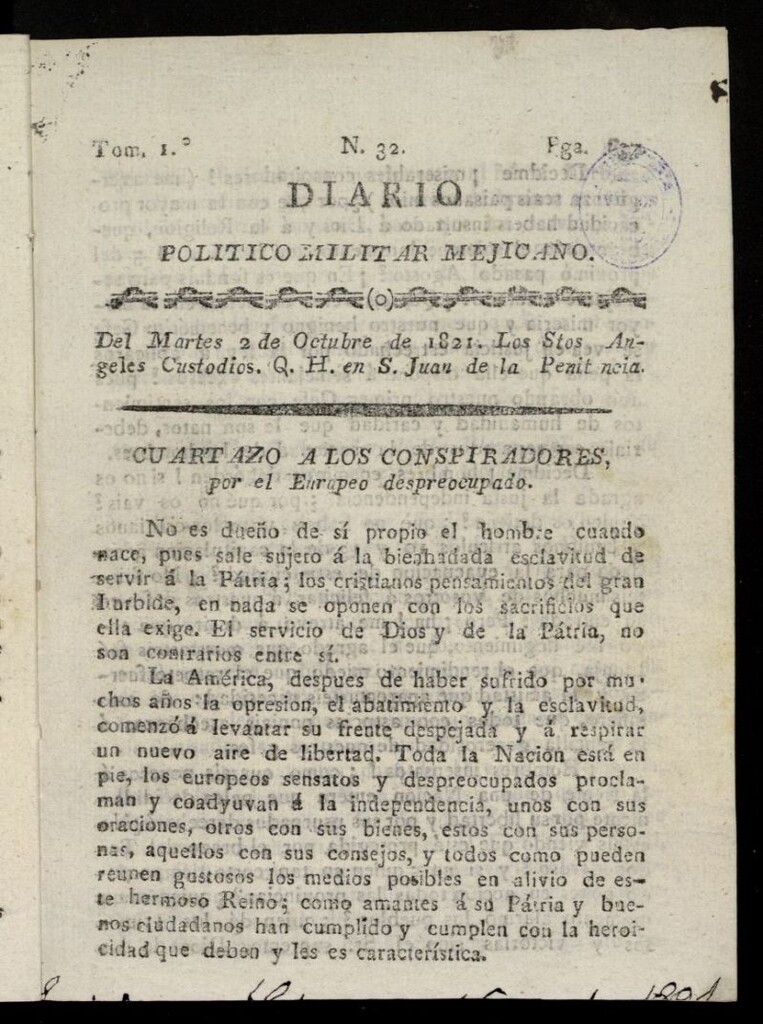 Tom. 1.º N. 32. Pga.
DIARIO
POLITICO MILITAR MEJICANO.
(o)
Del Martes 2 de Octubre de 1821. Los Stos An-
geles Custodios. Q. H. en S. Juan de la Penit ncia.
CUARTAZO A LOS CONSPIRADORES,
por el Europeo despreocupado.
No es dueño de sí propio el hombre cuando
nace, pues sale sujeto á la bienhadada esclavitud de
servir á la Pátria; los cristianos pensamientos del gran
Iturbide, en nada se oponen con los sacrificios que
ella exige. El servicio de Dios y de la Pátria, no
son contrarios entre sí.
La América, despues de haber sufrido por mu-
chos años la opresion, el abatimiento y la esclavitud,
comenzó á levantar su frente despejada y á respirar
un nuevo aire de libertad. Toda la Nación está en
pie, los europeos sensatos y despreocupados procla-
man y coadyuvan á la independencia, unos con sus
oraciones, otros con sus bienes, estos con sus perso-
nas, aquellos con sus consejos, y todos como pueden
reunen gustosos los medios posibles en alivio de es-
te hermoso Reino; como amantes á su Pátria y bue-
nos ciudadanos han cumplido y cumplen con la heroi-
cidad que deben y les es característica.